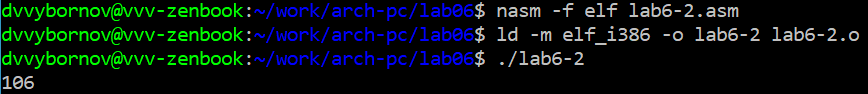 dvvybornov@vvv-zenbook:~/work/arch-pc/lab06$ nasm -f elf lab6-2.asm
dvvybornov@vvv-zenbook:~/work/arch-pc/lab06$ ld -m elf_i386 -o lab6-2 lab6-2.o
dvvybornov@vvv-zenbook:~/work/arch-pc/lab06$ ./lab6-2
106